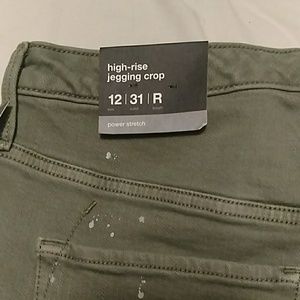 high-rise
jegging crop
12 | 31 | R
power stretch